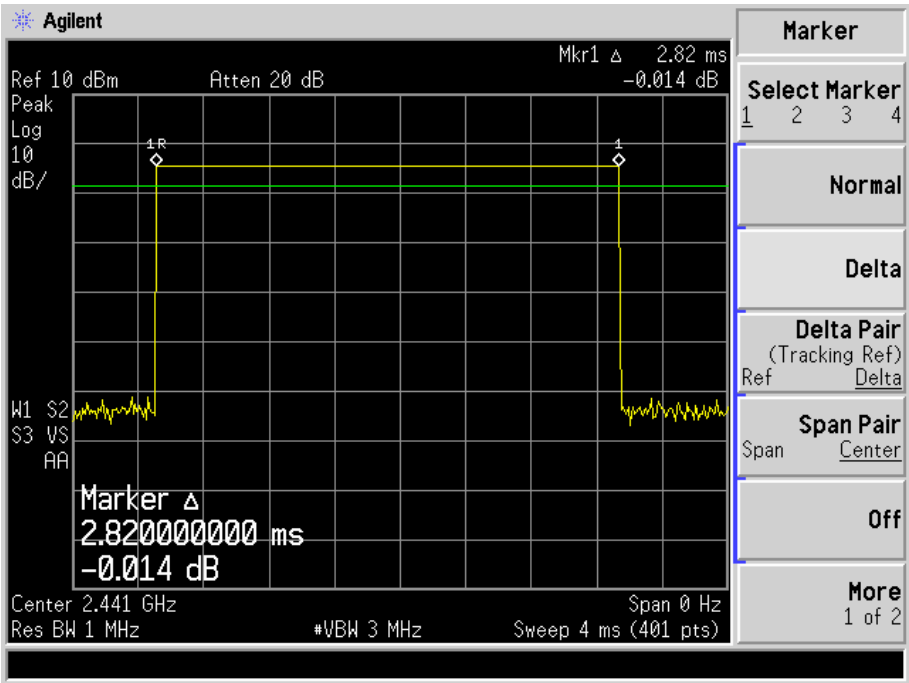 Agilent
Marker
Mkr1 Δ 2.82 ms
Ref 10 dBm Atten 20 dB -0.014 dB
Peak
Log
10
dB/
1R
1
Select Marker
1 2 3 4
Normal
Delta
Delta Pair
(Tracking Ref)
Ref Delta
Span Pair
Span Center
Off
More
1 of 2
W1 S2
S3 VS
AA
Marker Δ
2.820000000 ms
-0.014 dB
Center 2.441 GHz Span 0 Hz
Res BW 1 MHz #VBW 3 MHz Sweep 4 ms (401 pts)